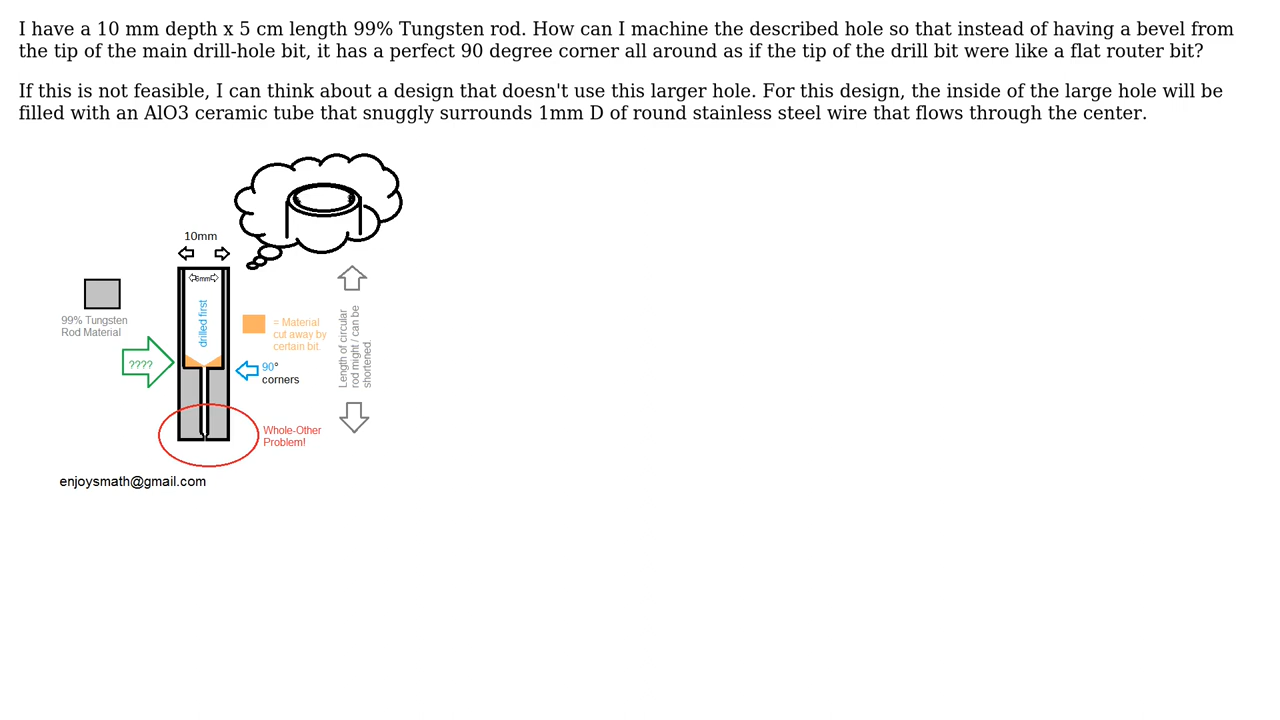 I have a 10 mm depth x 5 cm length 99% Tungsten rod. How can I machine the described hole so that instead of having a bevel from
the tip of the main drill-hole bit, it has a perfect 90 degree corner all around as if the tip of the drill bit were like a flat router bit?
If this is not feasible, I can think about a design that doesn't use this larger hole. For this design, the inside of the large hole will be
filled with an AlO3 ceramic tube that snuggly surrounds 1mm D of round stainless steel wire that flows through the center.
10mm
6mm
drilled first
99% Tungsten
Rod Material
= Material
cut away by
certain bit
????
90°
corners
Length of circular
rod might / can be
shortened.
Whole-Other
Problem!
enjoysmath@gmail.com